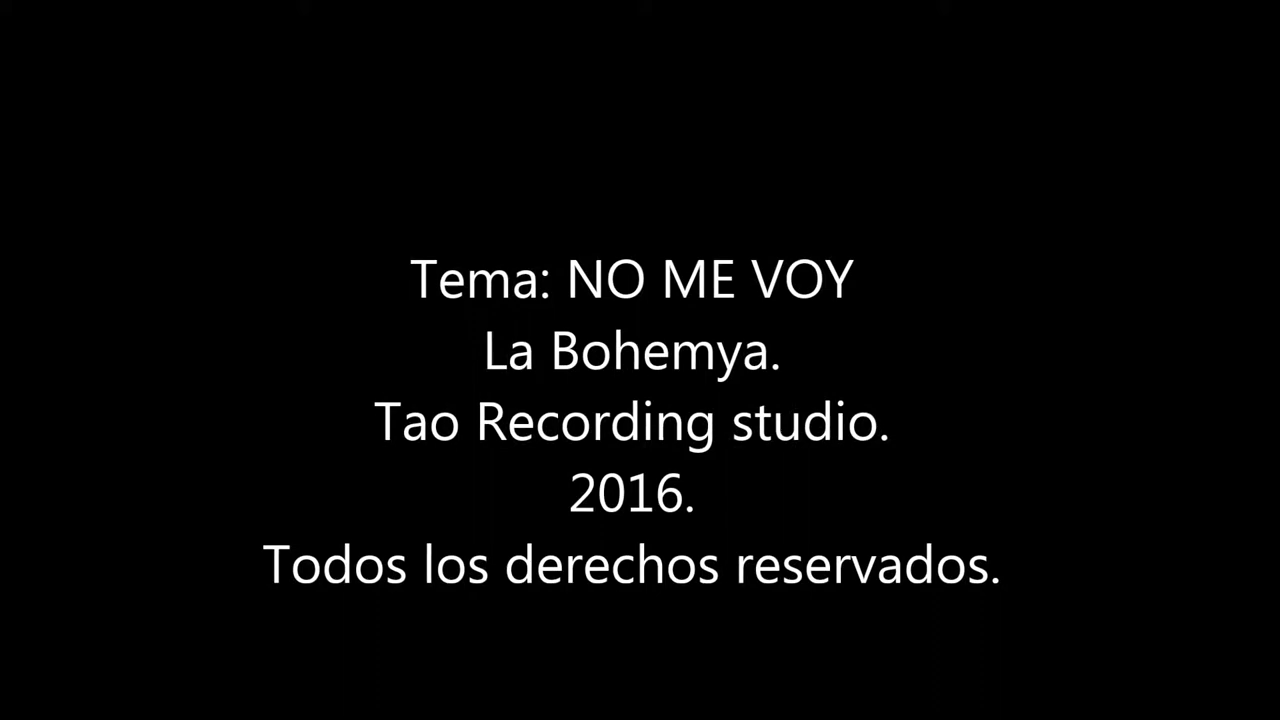 Tema: NO ME VOY
La Bohemya.
Tao Recording studio.
2016.
Todos los derechos reservados.